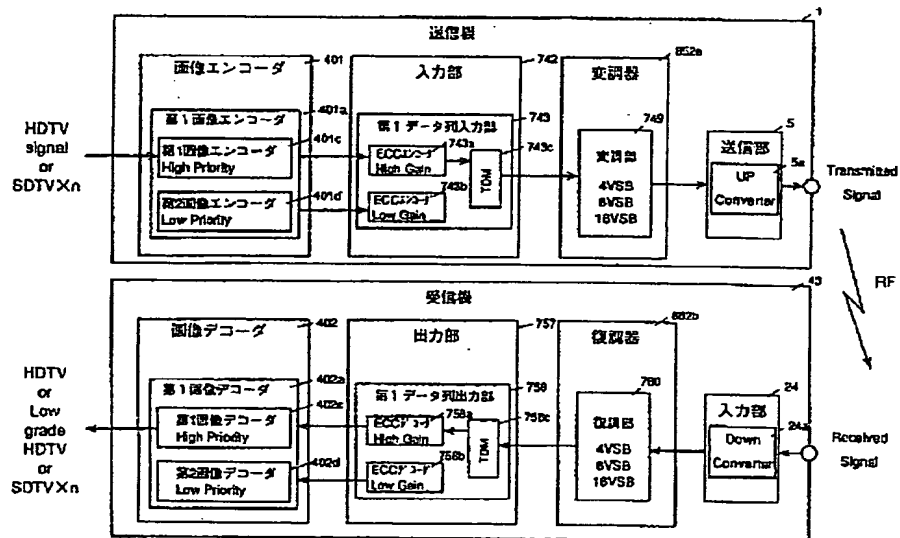 1
送信機
画像エンコーダ
401
入力部
742
変調器
852a
第1画像エンコーダ
401a
第1データ列入力部
743
749
送信部
5
HDTV
signal
or
SDTV×n
第1画像エンコーダ
High Priority
401c
ECCエンコーダ
High Gain
743a
TDM
743c
変調部
4VSB
8VSB
16VSB
UP
Converter
5a
Transmitted
Signal
第2画像エンコーダ
Low Priority
401d
ECCエンコーダ
Low Gain
743b
RF
受信機
43
画像デコーダ
402
出力部
757
復調器
852b
第1画像デコーダ
402a
第1データ列出力部
758
760
入力部
24
HDTV
or
Low
grade
HDTV
or
SDTV×n
第1画像デコーダ
High Priority
402c
ECCデコーダ
High Gain
758a
TDM
758c
復調部
4VSB
8VSB
16VSB
Down
Converter
24a
Received
Signal
第2画像デコーダ
Low Priority
402d
ECCデコーダ
Low Gain
758b